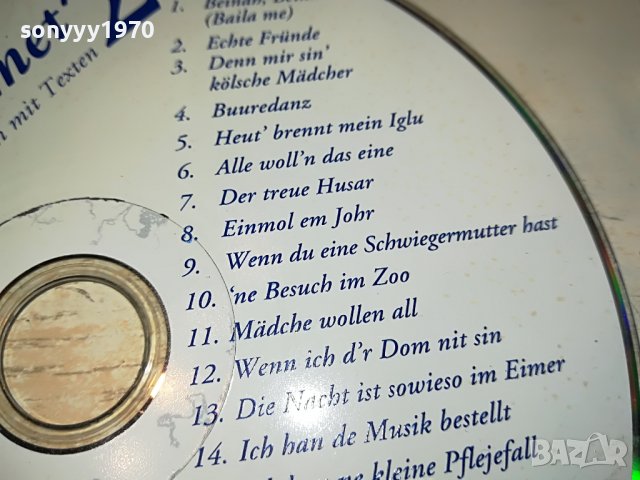 sonyyy1970
mit Texten
1.
(Baila me)
2. Echte Fründe
3. Denn mir sin'
kölsche Mädcher
4. Buuredanz
5. Heut' brennt mein Iglu
6. Alle woll'n das eine
7. Der treue Husar
8. Einmol em Johr
9. Wenn du eine Schwiegermutter hast
10. 'ne Besuch im Zoo
11. Mädche wollen all
12. Wenn ich d'r Dom nit sin
13. Die Nacht ist sowieso im Eimer
14. Ich han de Musik bestellt
kleine Pflejefall
BAZAR